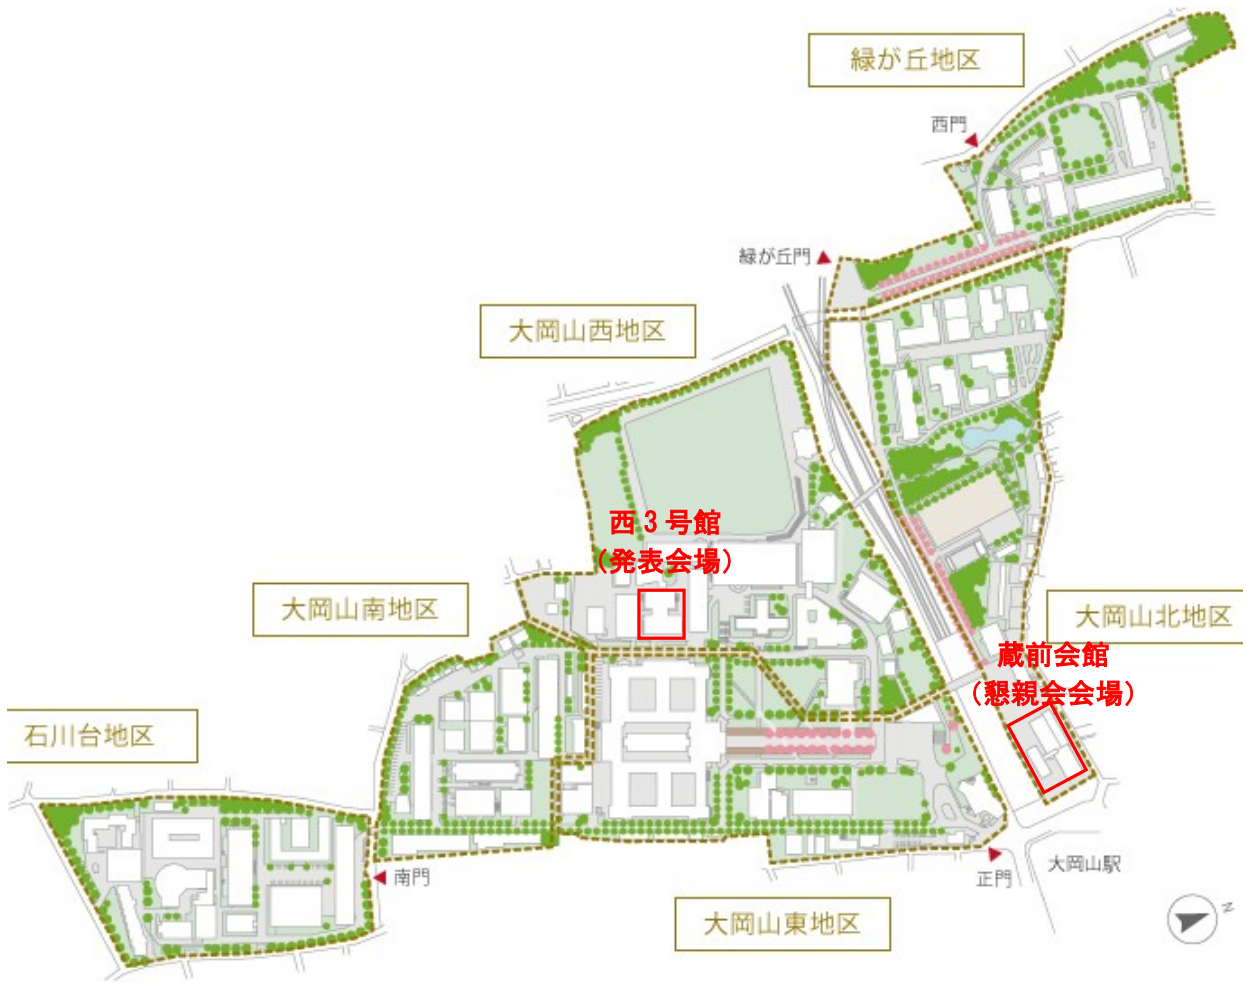 緑が丘地区
西門
緑が丘門
大岡山西地区
西3号館
(発表会場)
大岡山南地区
大岡山北地区
蔵前会館
(懇親会会場)
石川台地区
南門
正門
大岡山駅
大岡山東地区
N